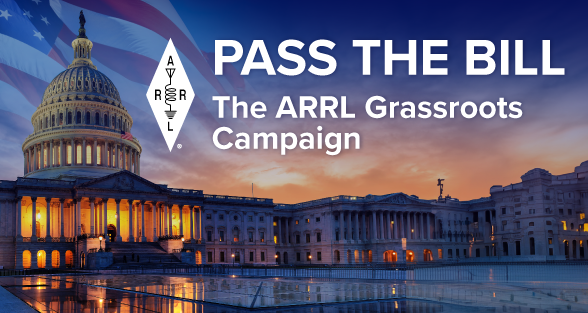 PASS THE BILL
The ARRL Grassroots
Campaign
A
R R
L
®